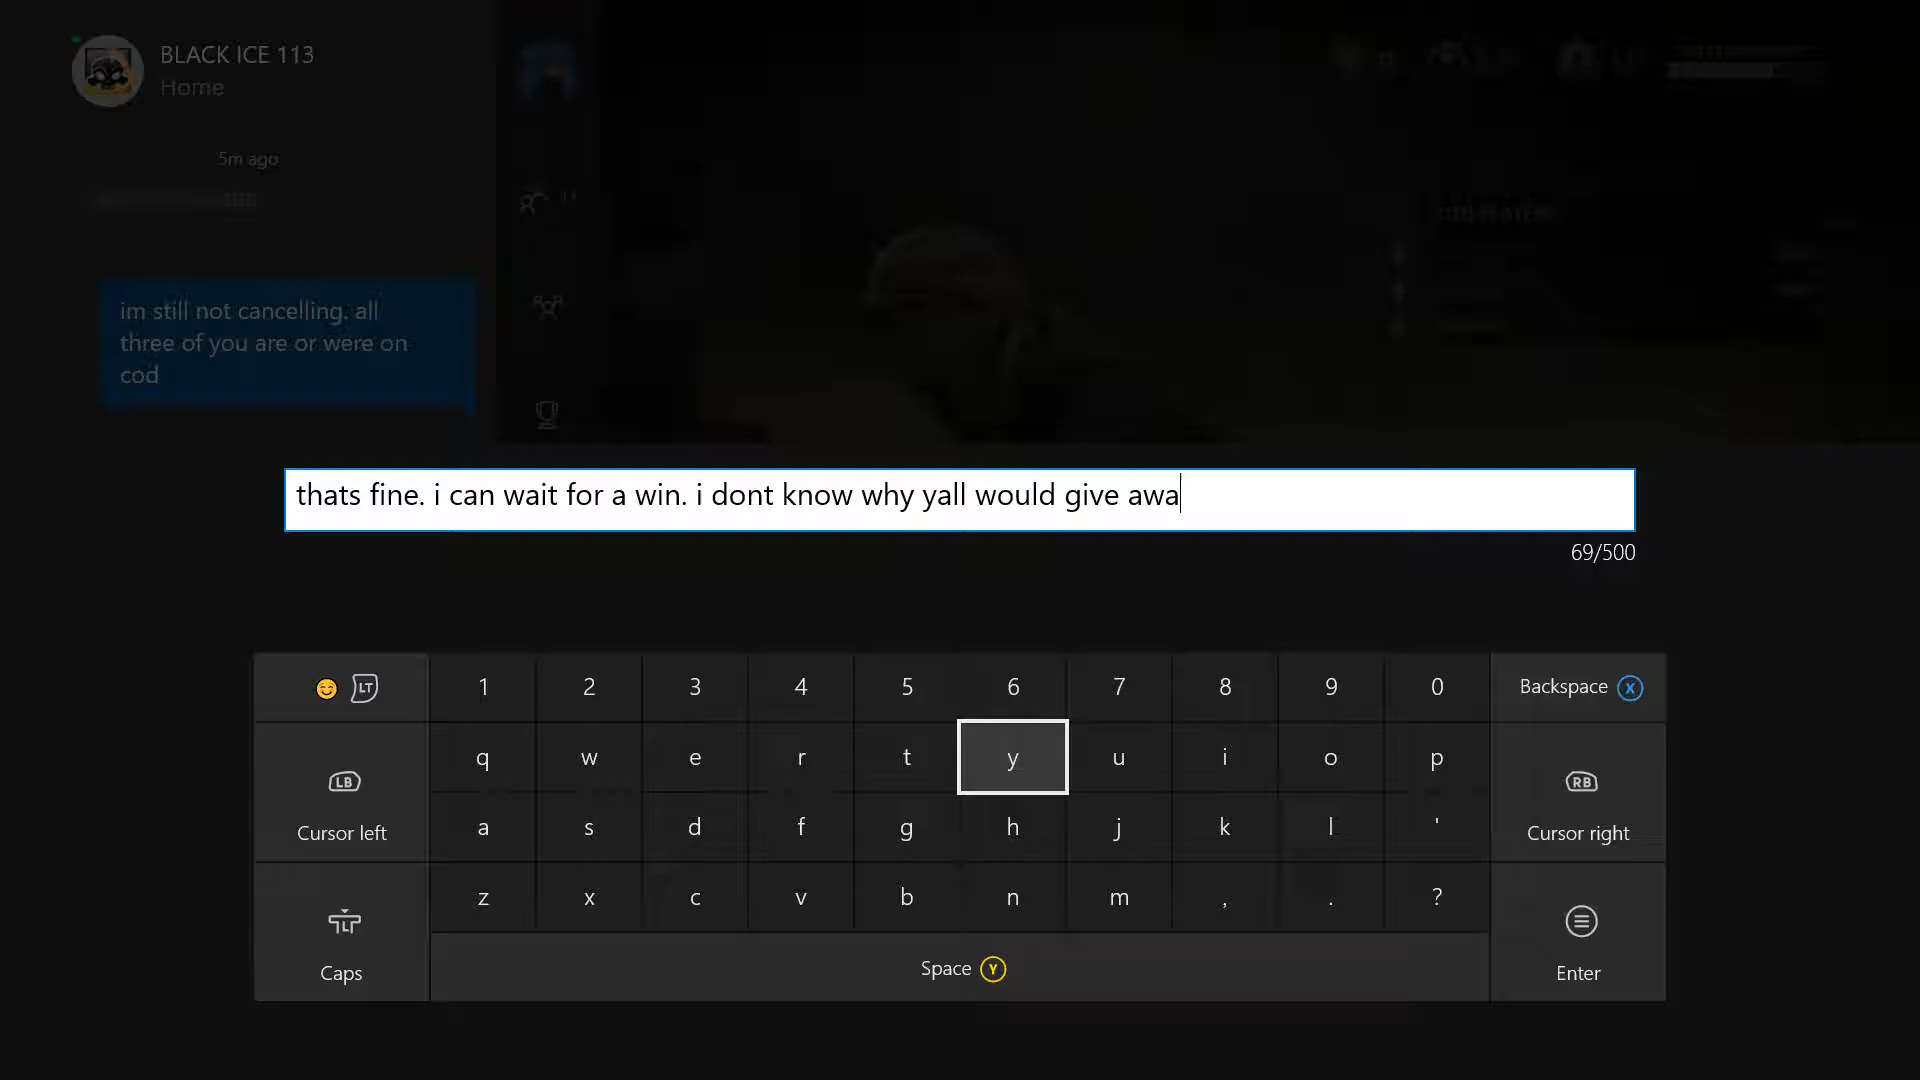 BLACK ICE 113
Home
5m ago
im still not cancelling. all
three of you are or were on
cod
thats fine. i can wait for a win. i dont know why yall would give awa
69/500
LT 1 2 3 4 5 6 7 8 9 0 Backspace X
q w e r t y u i o p
LB RB
Cursor left a s d f g h j k l ' Cursor right
z x c v b n m , . ?
LT
Caps Space Y Enter